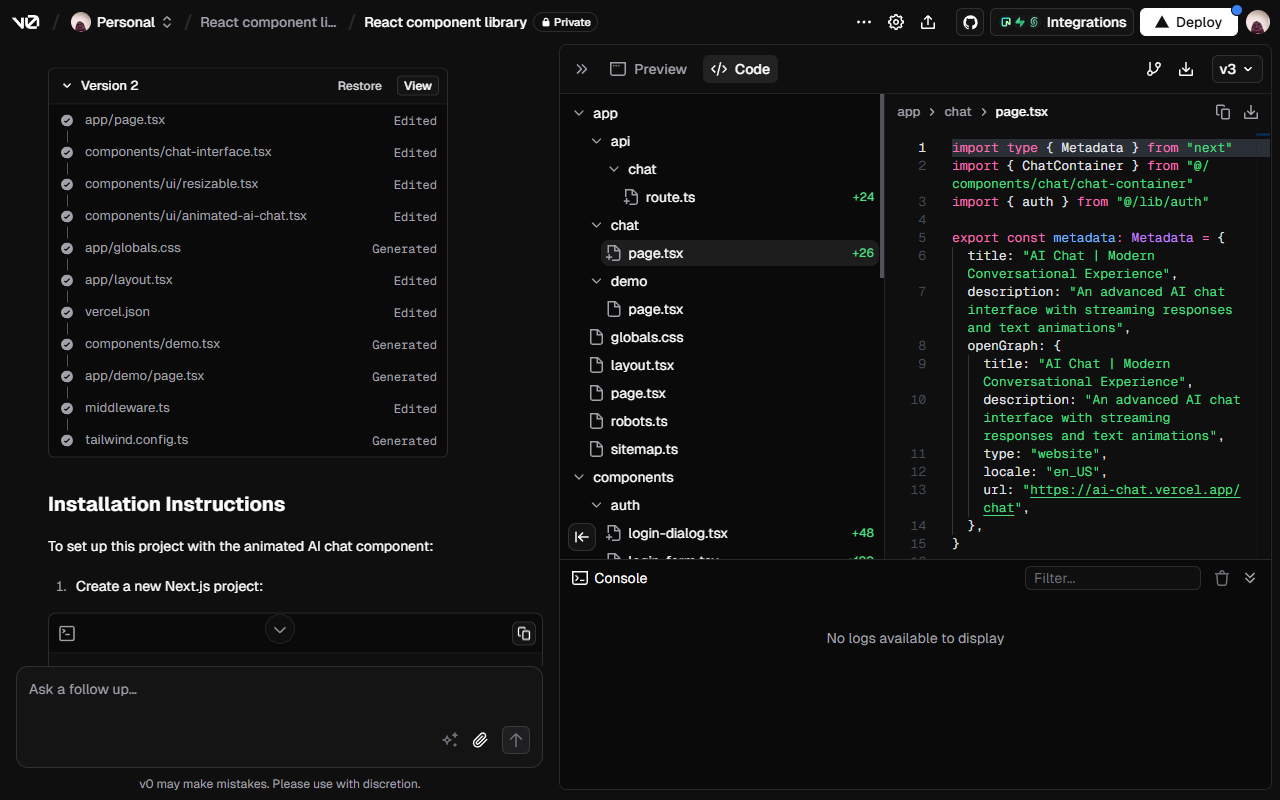 v0 / Personal / React component li... / React component library Private
Integrations Deploy
Version 2 Restore View
app/page.tsx Edited
components/chat-interface.tsx Edited
components/ui/resizable.tsx Edited
components/ui/animated-ai-chat.tsx Edited
app/globals.css Generated
app/layout.tsx Edited
vercel.json Edited
components/demo.tsx Generated
app/demo/page.tsx Generated
middleware.ts Edited
tailwind.config.ts Generated
Installation Instructions
To set up this project with the animated AI chat component:
1. Create a new Next.js project:
Ask a follow up...
v0 may make mistakes. Please use with discretion.
Preview Code v3
app
api
chat
route.ts +24
chat
page.tsx +26
demo
page.tsx
globals.css
layout.tsx
page.tsx
robots.ts
sitemap.ts
components
auth
login-dialog.tsx +48
app > chat > page.tsx
1 import type { Metadata } from "next"
2 import { ChatContainer } from "@/
components/chat/chat-container"
3 import { auth } from "@/lib/auth"
4
5 export const metadata: Metadata = {
6 title: "AI Chat | Modern
Conversational Experience",
7 description: "An advanced AI chat
interface with streaming responses
and text animations",
8 openGraph: {
9 title: "AI Chat | Modern
Conversational Experience",
10 description: "An advanced AI chat
interface with streaming
responses and text animations",
11 type: "website",
12 locale: "en_US",
13 url: "https://ai-chat.vercel.app/
chat",
14 },
15 }
Console Filter...
No logs available to display